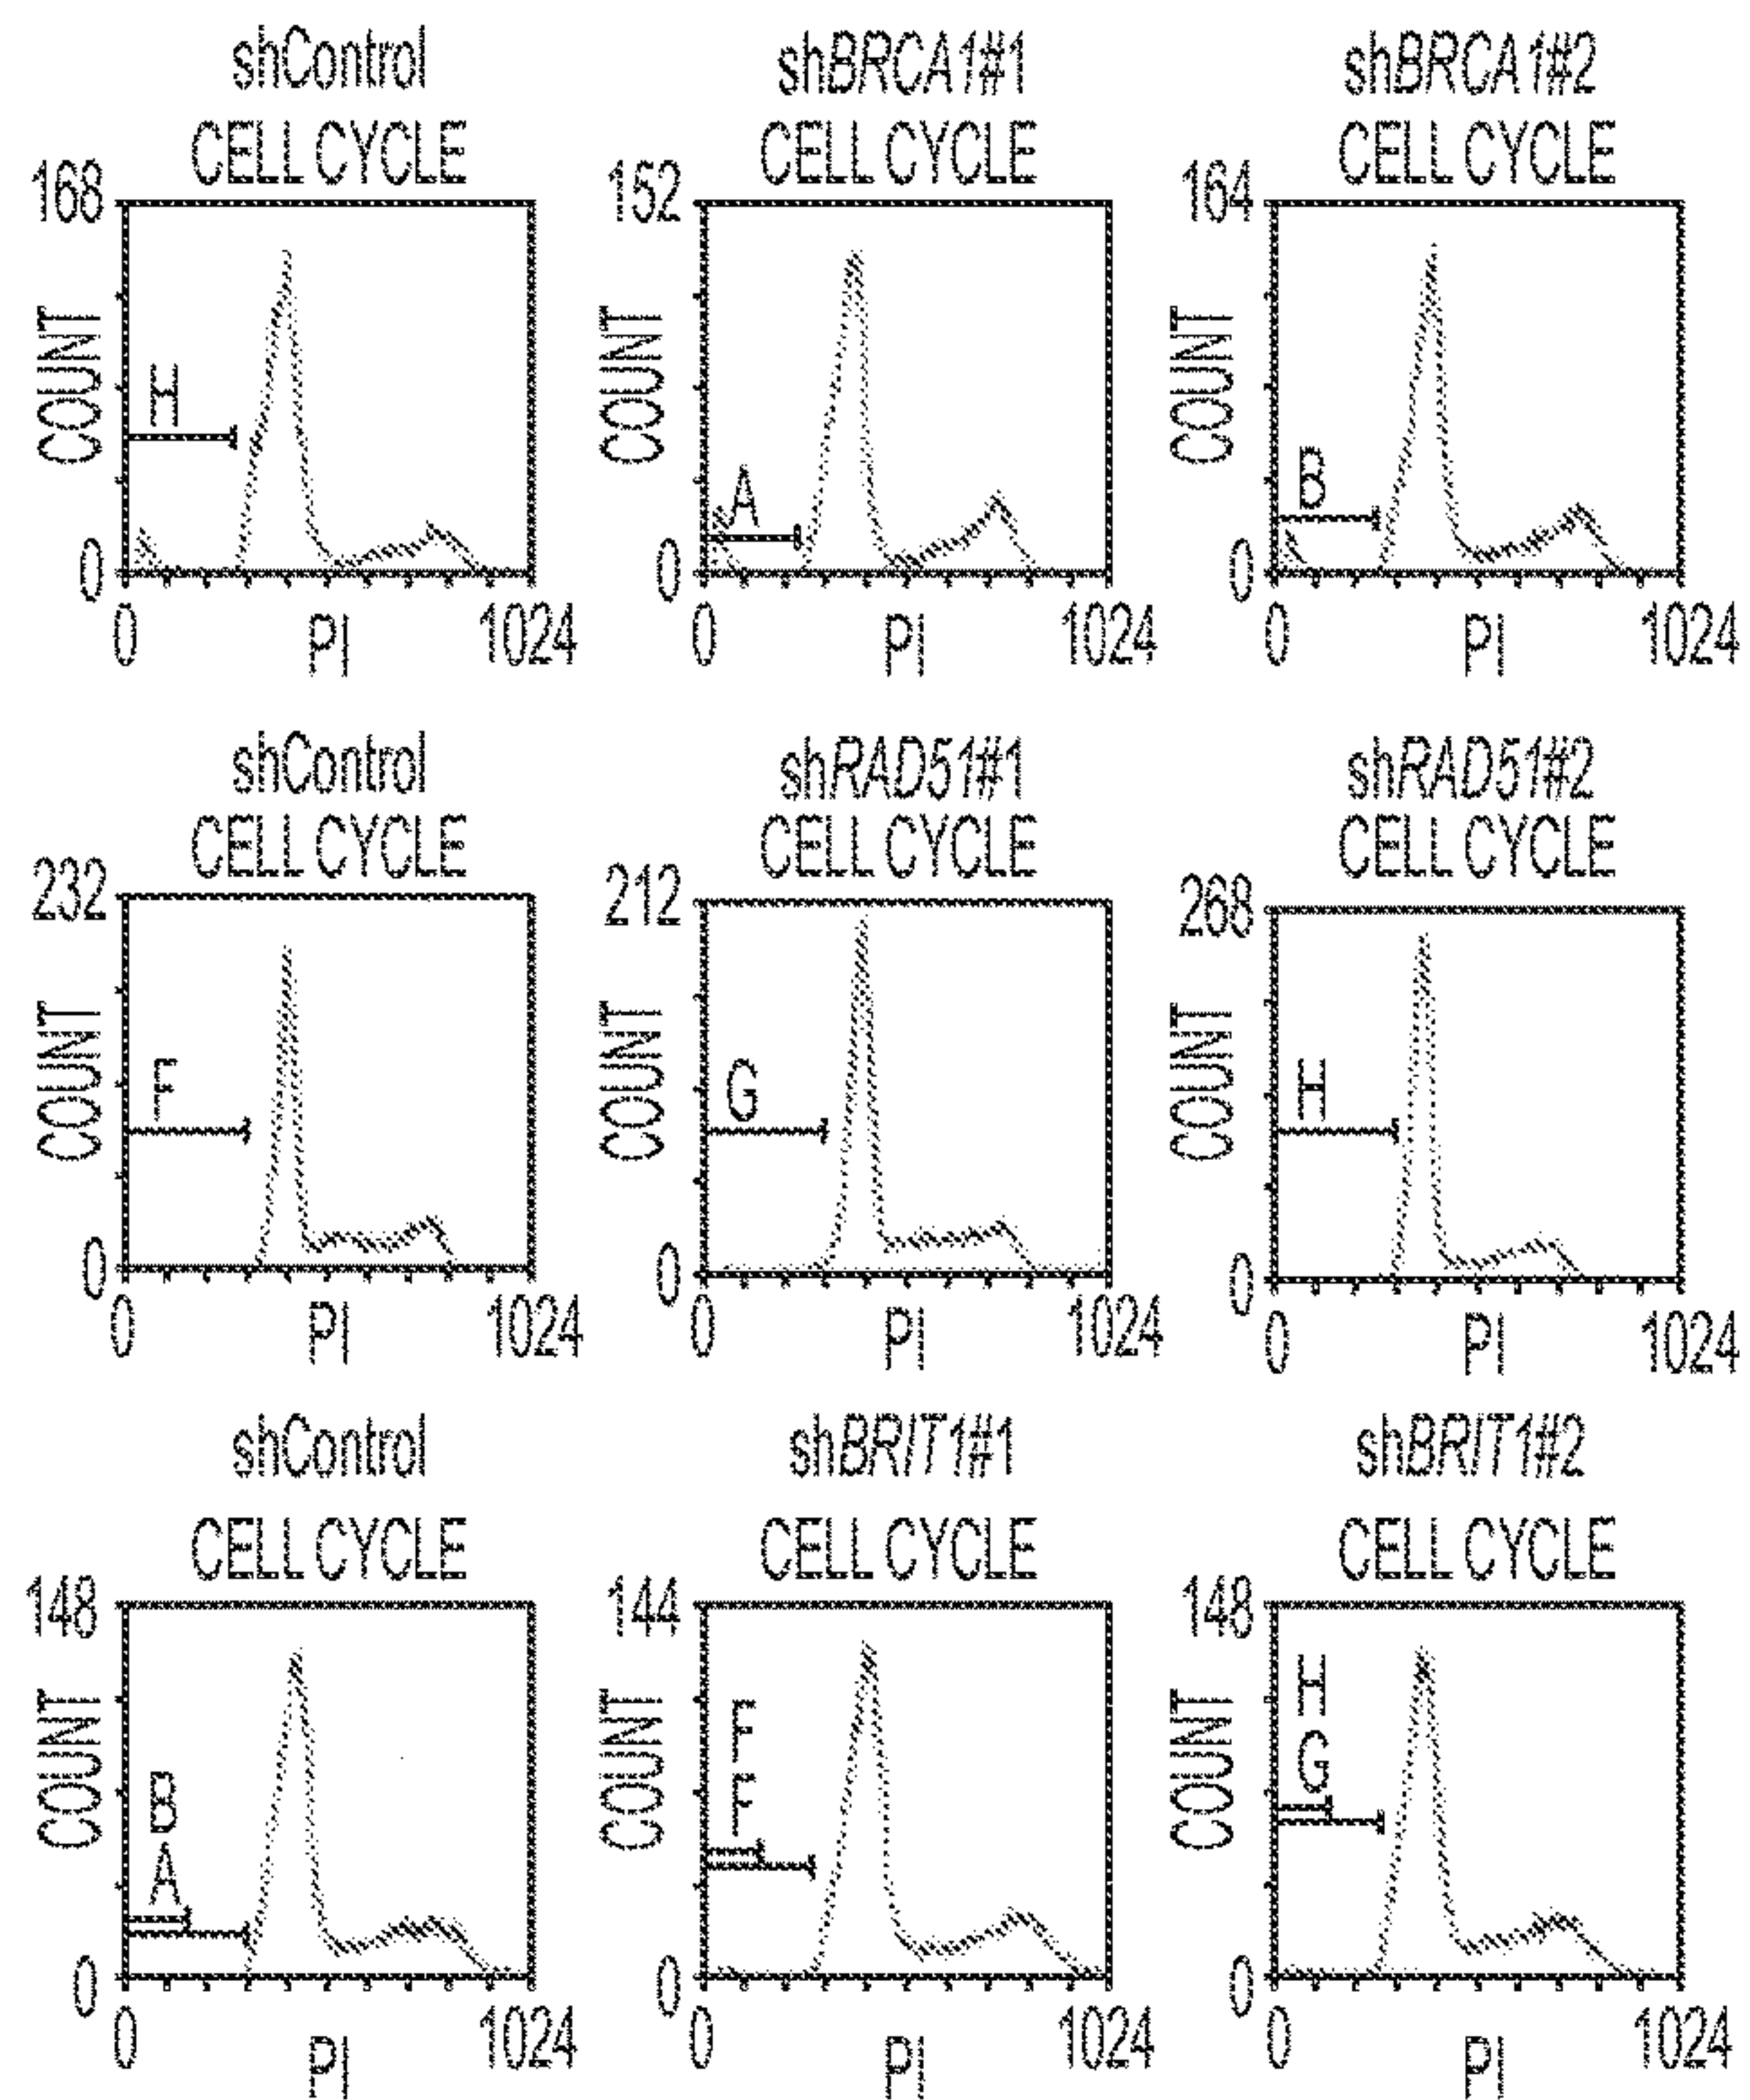 shControl
CELL CYCLE
168
COUNT
H
0
0
PI
1024
shBRCA1#1
CELL CYCLE
152
COUNT
A
0
0
PI
1024
shBRCA1#2
CELL CYCLE
164
COUNT
B
0
0
PI
1024
shControl
CELL CYCLE
232
COUNT
F
0
0
PI
1024
shRAD51#1
CELL CYCLE
212
COUNT
G
0
0
PI
1024
shRAD51#2
CELL CYCLE
268
COUNT
H
0
0
PI
1024
shControl
CELL CYCLE
148
COUNT
B
A
0
0
PI
1024
shBRIT1#1
CELL CYCLE
144
COUNT
F
F
0
0
PI
1024
shBRIT1#2
CELL CYCLE
148
COUNT
H
G
0
0
PI
1024